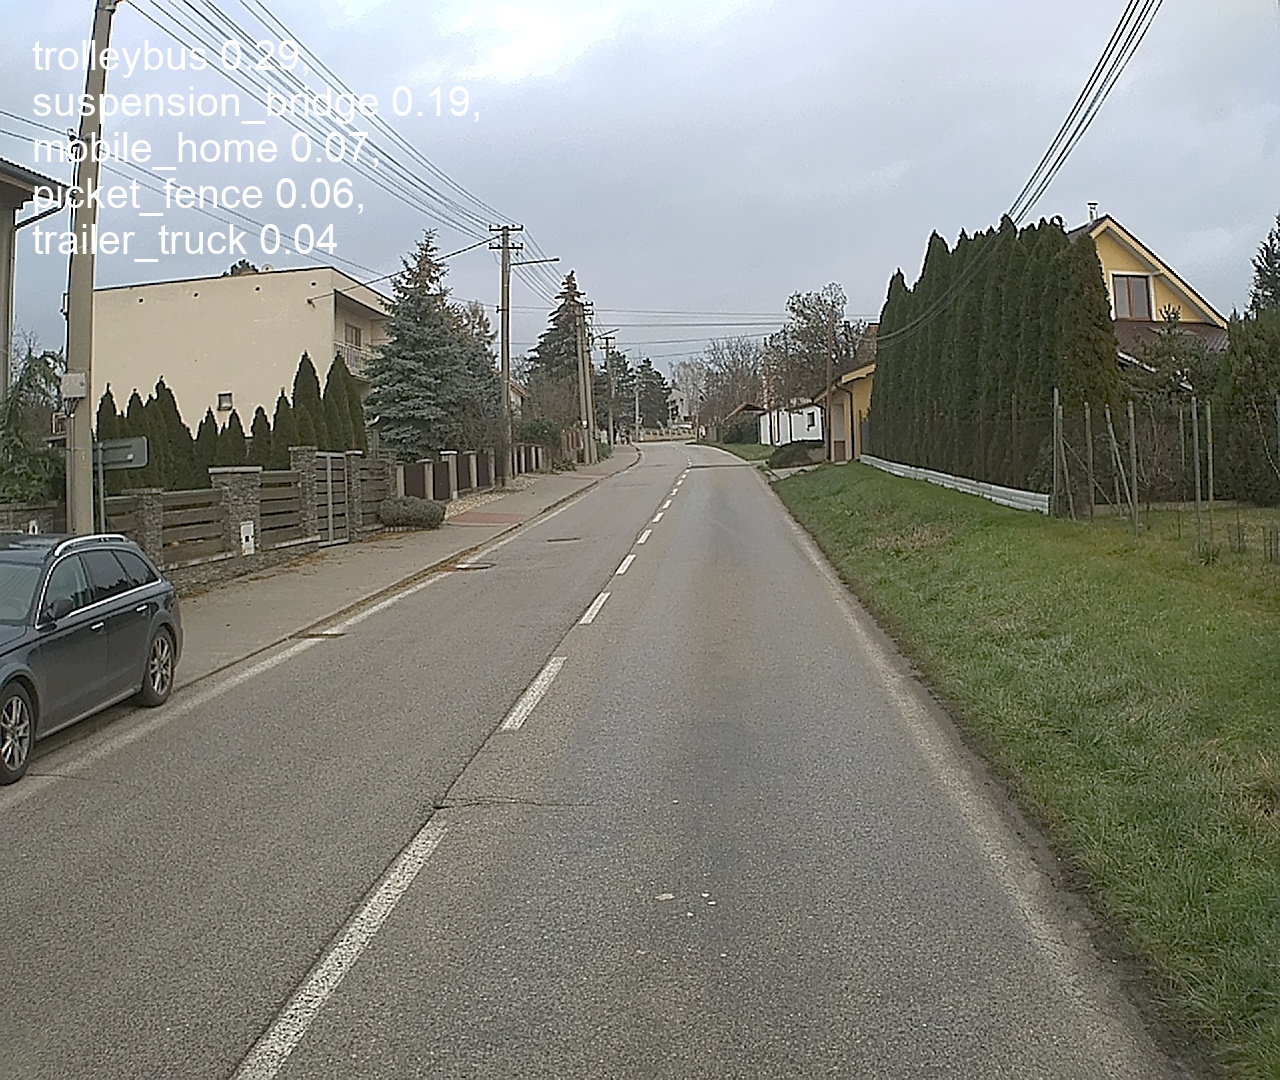 trolleybus 0.29,
suspension_bridge 0.19,
mobile_home 0.07,
picket_fence 0.06,
trailer_truck 0.04